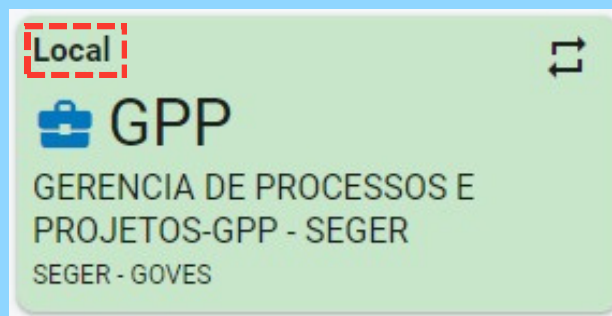 Local
GPP
GERENCIA DE PROCESSOS E
PROJETOS-GPP - SEGER
SEGER - GOVES